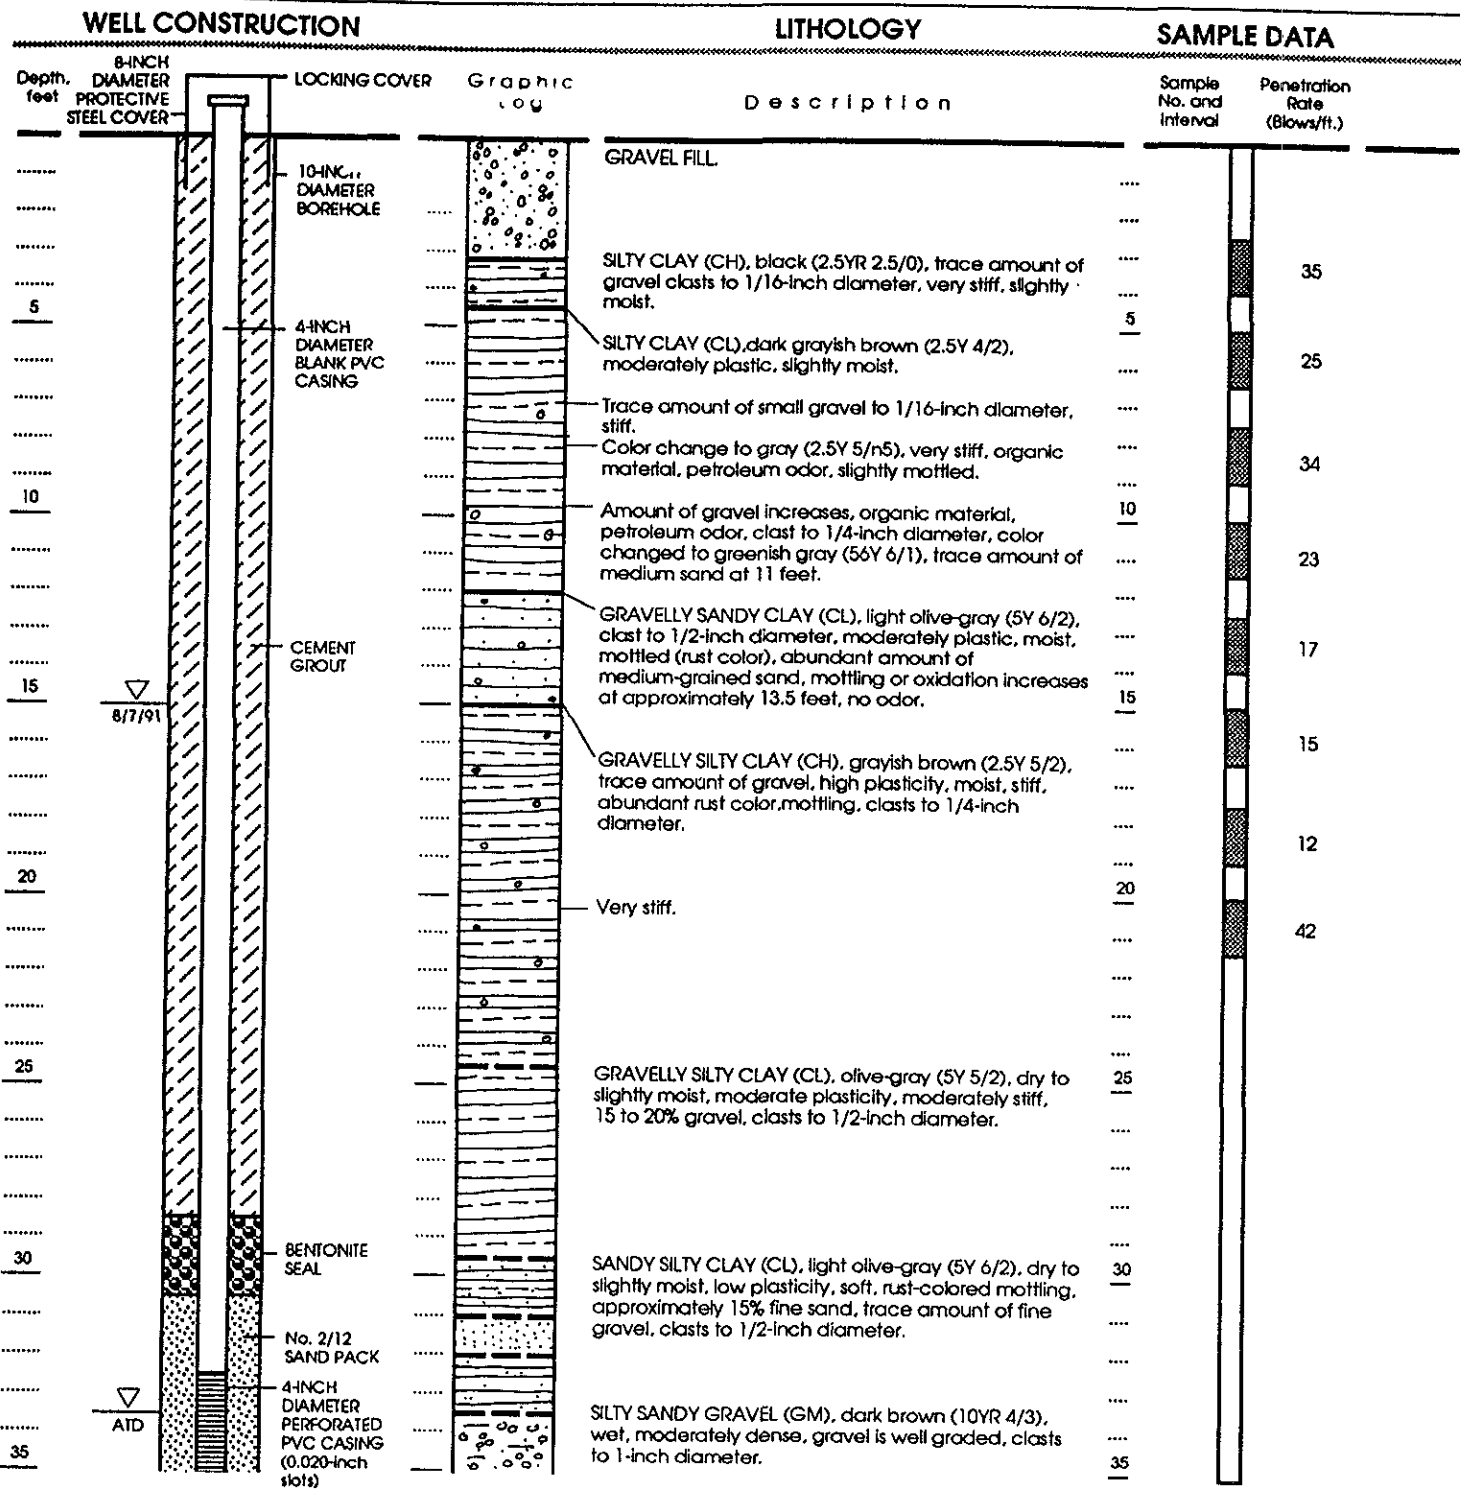 WELL CONSTRUCTION
LITHOLOGY
SAMPLE DATA
Depth, feet
8-INCH
DIAMETER
PROTECTIVE
STEEL COVER
LOCKING COVER
Graphic
Log
Description
Sample
No. and
Interval
Penetration
Rate
(Blows/ft.)
10-INCH
DIAMETER
BOREHOLE
GRAVEL FILL.
SILTY CLAY (CH), black (2.5YR 2.5/0), trace amount of
gravel clasts to 1/16-inch diameter, very stiff, slightly
moist.
35
5
4-INCH
DIAMETER
BLANK PVC
CASING
SILTY CLAY (CL),dark grayish brown (2.5Y 4/2),
moderately plastic, slightly moist.
5
25
Trace amount of small gravel to 1/16-inch diameter,
stiff.
Color change to gray (2.5Y 5/n5), very stiff, organic
material, petroleum odor, slightly mottled.
34
10
Amount of gravel increases, organic material,
petroleum odor, clast to 1/4-inch diameter, color
changed to greenish gray (56Y 6/1), trace amount of
medium sand at 11 feet.
10
23
CEMENT
GROUT
GRAVELLY SANDY CLAY (CL), light olive-gray (5Y 6/2),
clast to 1/2-inch diameter, moderately plastic, moist,
mottled (rust color), abundant amount of
medium-grained sand, mottling or oxidation increases
at approximately 13.5 feet, no odor.
17
15
8/7/91
15
GRAVELLY SILTY CLAY (CH), grayish brown (2.5Y 5/2),
trace amount of gravel, high plasticity, moist, stiff,
abundant rust color,mottling, clasts to 1/4-inch
diameter.
15
12
20
20
Very stiff.
42
25
GRAVELLY SILTY CLAY (CL), olive-gray (5Y 5/2), dry to
slightly moist, moderate plasticity, moderately stiff,
15 to 20% gravel, clasts to 1/2-inch diameter.
25
30
BENTONITE
SEAL
SANDY SILTY CLAY (CL), light olive-gray (5Y 6/2), dry to
slightly moist, low plasticity, soft, rust-colored mottling,
approximately 15% fine sand, trace amount of fine
gravel, clasts to 1/2-inch diameter.
30
No. 2/12
SAND PACK
ATD
4-INCH
DIAMETER
PERFORATED
PVC CASING
(0.020-inch
slots)
SILTY SANDY GRAVEL (GM), dark brown (10YR 4/3),
wet, moderately dense, gravel is well graded, clasts
to 1-inch diameter.
35
35